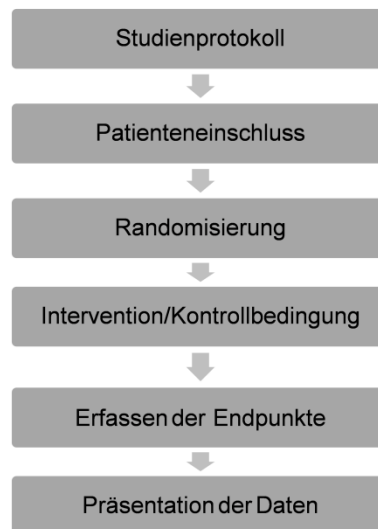 Studienprotokoll
Patienteneinschluss
Randomisierung
Intervention/Kontrollbedingung
Erfassen der Endpunkte
Präsentation der Daten